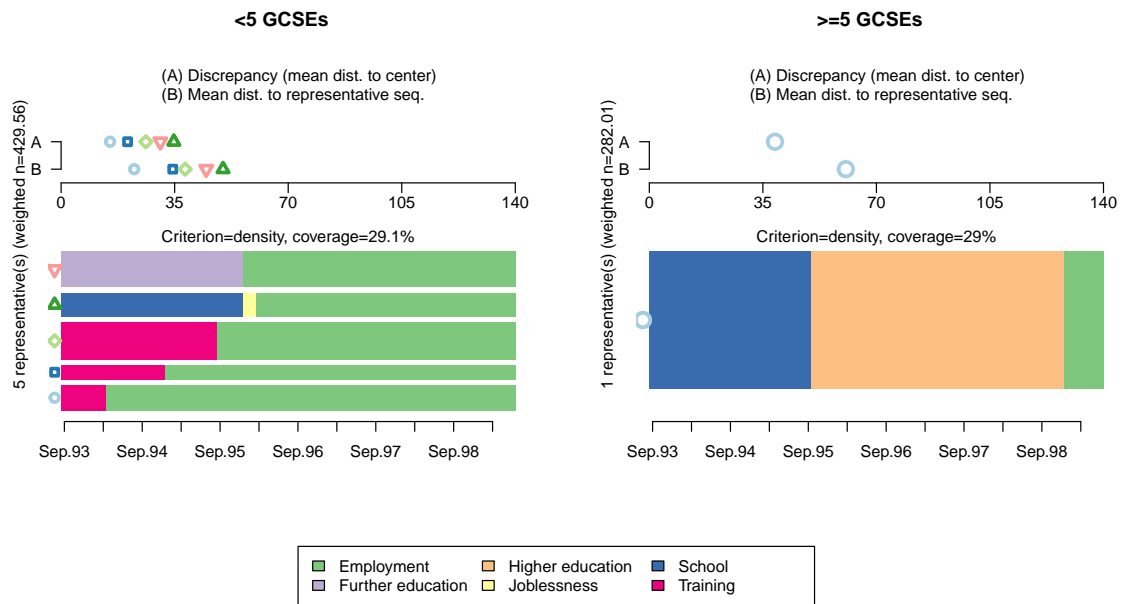 <5 GCSEs
(A) Discrepancy (mean dist. to center)
(B) Mean dist. to representative seq.
A
B
0 35 70 105 140
Criterion=density, coverage=29.1%
5 representative(s) (weighted n=429.56)
Sep.93 Sep.94 Sep.95 Sep.96 Sep.97 Sep.98
>=5 GCSEs
(A) Discrepancy (mean dist. to center)
(B) Mean dist. to representative seq.
A
B
0 35 70 105 140
Criterion=density, coverage=29%
1 representative(s) (weighted n=282.01)
Sep.93 Sep.94 Sep.95 Sep.96 Sep.97 Sep.98
Employment Higher education School
Further education Joblessness Training